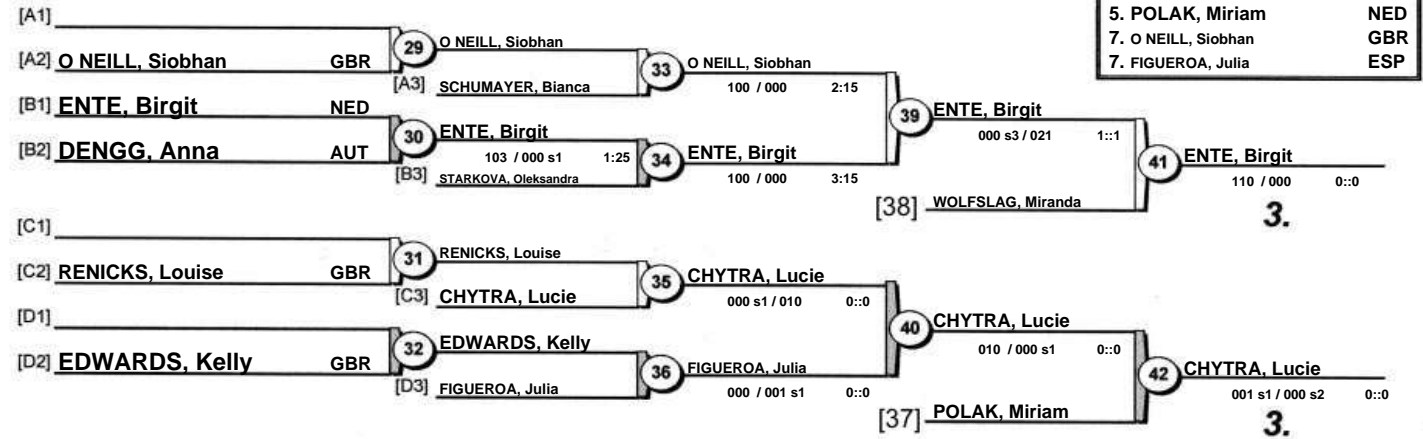 5. POLAK, Miriam NED
7. O NEILL, Siobhan GBR
7. FIGUEROA, Julia ESP
[A1]
[A2] O NEILL, Siobhan GBR
29
O NEILL, Siobhan
[A3] SCHUMAYER, Bianca
33
O NEILL, Siobhan
100 / 000 2:15
[B1] ENTE, Birgit NED
[B2] DENGG, Anna AUT
30
ENTE, Birgit
103 / 000 s1 1:25
[B3] STARKOVA, Oleksandra
34
ENTE, Birgit
100 / 000 3:15
39
ENTE, Birgit
000 s3 / 021 1::1
[38] WOLFSLAG, Miranda
41
ENTE, Birgit
110 / 000 0::0
3.
[C1]
[C2] RENICKS, Louise GBR
31
RENICKS, Louise
[C3] CHYTRA, Lucie
35
CHYTRA, Lucie
000 s1 / 010 0::0
[D1]
[D2] EDWARDS, Kelly GBR
32
EDWARDS, Kelly
[D3] FIGUEROA, Julia
36
FIGUEROA, Julia
000 / 001 s1 0::0
40
CHYTRA, Lucie
010 / 000 s1 0::0
[37] POLAK, Miriam
42
CHYTRA, Lucie
001 s1 / 000 s2 0::0
3.